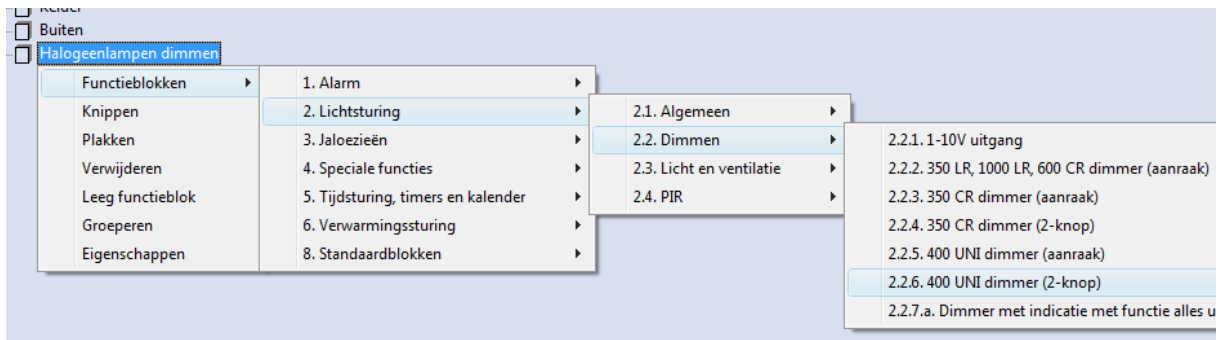 Kelder
Buiten
Halogeenlampen dimmen
Functieblokken
Knippen
Plakken
Verwijderen
Leeg functieblok
Groeperen
Eigenschappen
1. Alarm
2. Lichtsturing
3. Jaloezieën
4. Speciale functies
5. Tijdsturing, timers en kalender
6. Verwarmingssturing
8. Standaardblokken
2.1. Algemeen
2.2. Dimmen
2.3. Licht en ventilatie
2.4. PIR
2.2.1. 1-10V uitgang
2.2.2. 350 LR, 1000 LR, 600 CR dimmer (aanraak)
2.2.3. 350 CR dimmer (aanraak)
2.2.4. 350 CR dimmer (2-knop)
2.2.5. 400 UNI dimmer (aanraak)
2.2.6. 400 UNI dimmer (2-knop)
2.2.7.a. Dimmer met indicatie met functie alles u